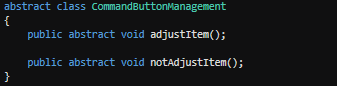 abstract class CommandButtonManagement
{
    public abstract void adjustItem();
    public abstract void notAdjustItem();
}